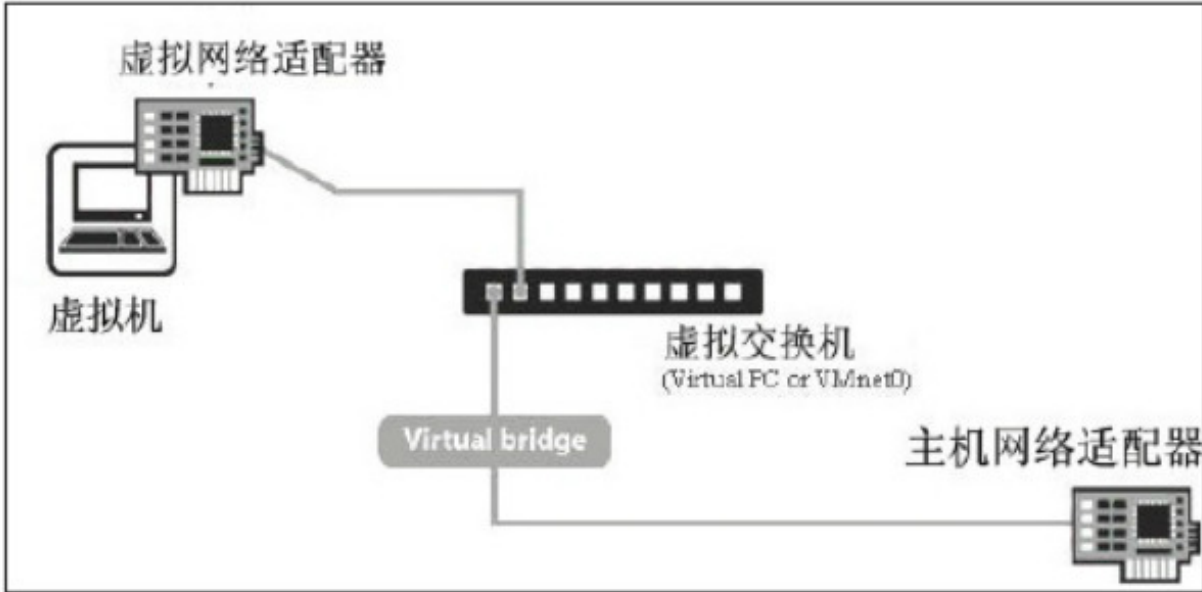 虚拟网络适配器
虚拟机
虚拟交换机
(Virtual PC or VMnet0)
Virtual bridge
主机网络适配器